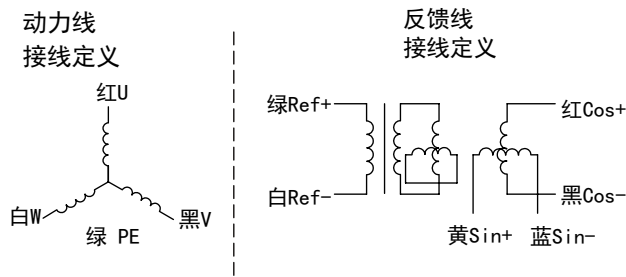 动力线
接线定义
红U
白W
黑V
绿 PE
反馈线
接线定义
绿Ref+
红Cos+
白Ref-
黑Cos-
黄Sin+ 蓝Sin-